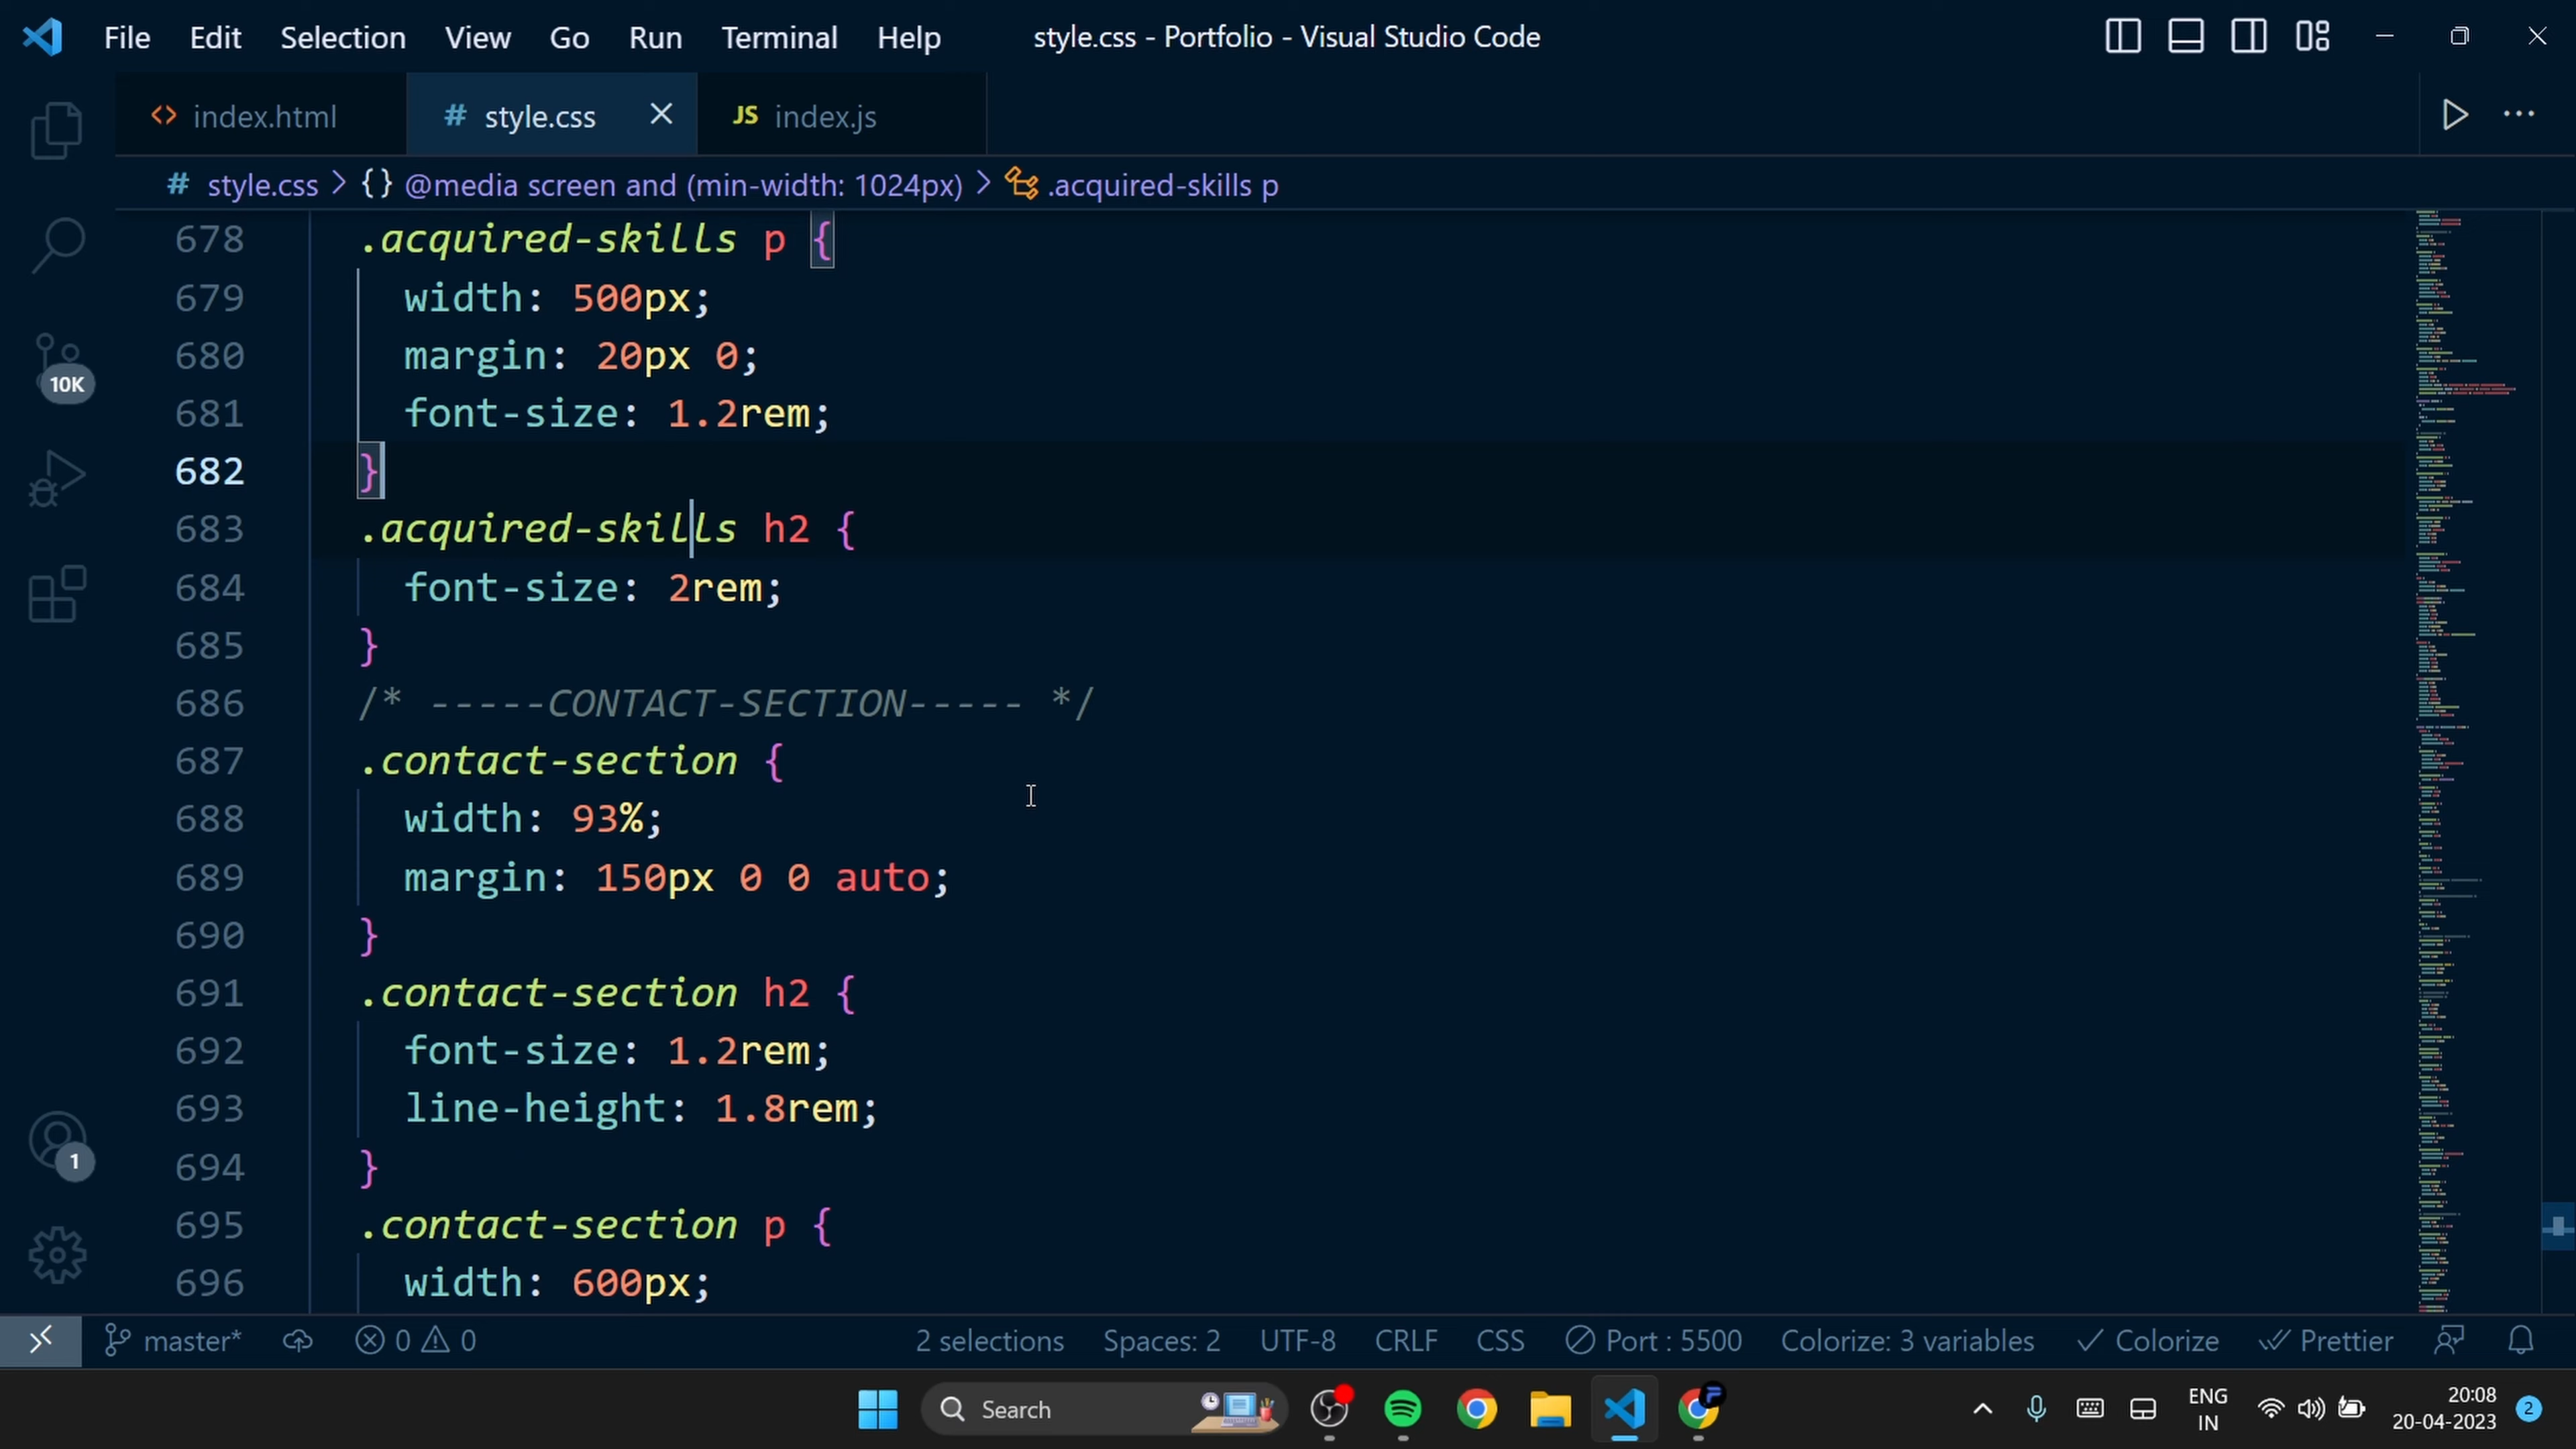 File Edit Selection View Go Run Terminal Help style.css - Portfolio - Visual Studio Code
<> index.html # style.css JS index.js
# style.css > {} @media screen and (min-width: 1024px) > .acquired-skills p
678 .acquired-skills p {
679 width: 500px;
680 margin: 20px 0;
681 font-size: 1.2rem;
682 }
683 .acquired-skills h2 {
684 font-size: 2rem;
685 }
686 /* -----CONTACT-SECTION----- */
687 .contact-section {
688 width: 93%;
689 margin: 150px 0 0 auto;
690 }
691 .contact-section h2 {
692 font-size: 1.2rem;
693 line-height: 1.8rem;
694 }
695 .contact-section p {
696 width: 600px;
10K
1
master* 0 0 2 selections Spaces: 2 UTF-8 CRLF CSS Port : 5500 Colorize: 3 variables Colorize Prettier
Search
ENG
IN
20:08
20-04-2023
2